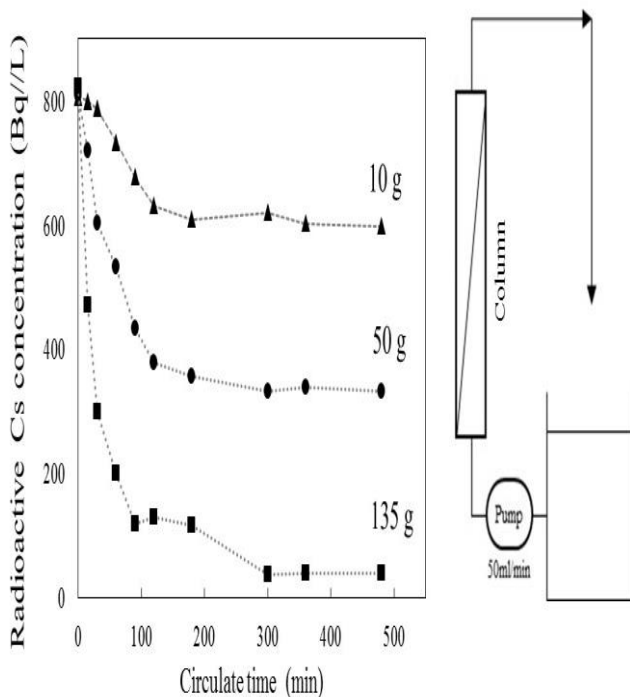 Radioactive Cs concentration (Bq//L)
800
600
400
200
0
0
100
200
300
400
500
Circulate time (min)
10 g
50 g
135 g
Column
Pump
50ml/min